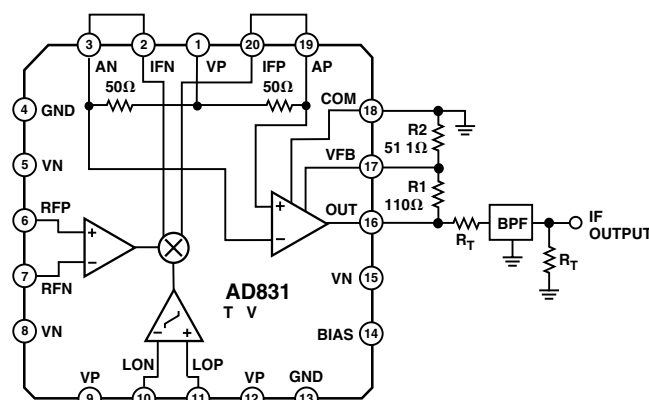 3
2
1
20
19
AN
IFN
VP
IFP
AP
50Ω
50Ω
4
GND
COM
18
R2
51 1Ω
5
VN
VFB
17
R1
110Ω
6
RFP
+
−
OUT
16
RT
BPF
IF
OUTPUT
RT
7
RFN
+
−
VN
15
AD831
T V
8
VN
BIAS
14
−
+
LON
LOP
VP
VP
GND
9
10
11
12
13